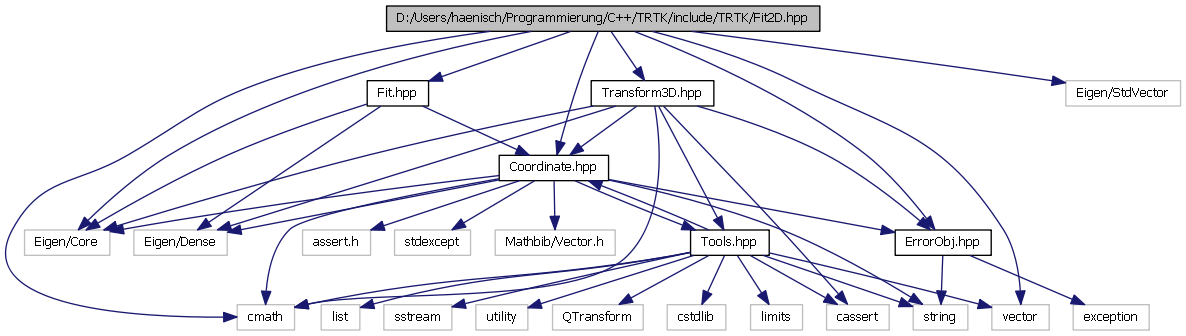 D:/Users/haenisch/Programmierung/C++/TRTK/include/TRTK/Fit2D.hpp
Fit.hpp
Transform3D.hpp
Eigen/StdVector
Coordinate.hpp
Eigen/Core
Eigen/Dense
assert.h
stdexcept
Mathbib/Vector.h
Tools.hpp
ErrorObj.hpp
cmath
list
sstream
utility
QTransform
cstdlib
limits
cassert
string
vector
exception